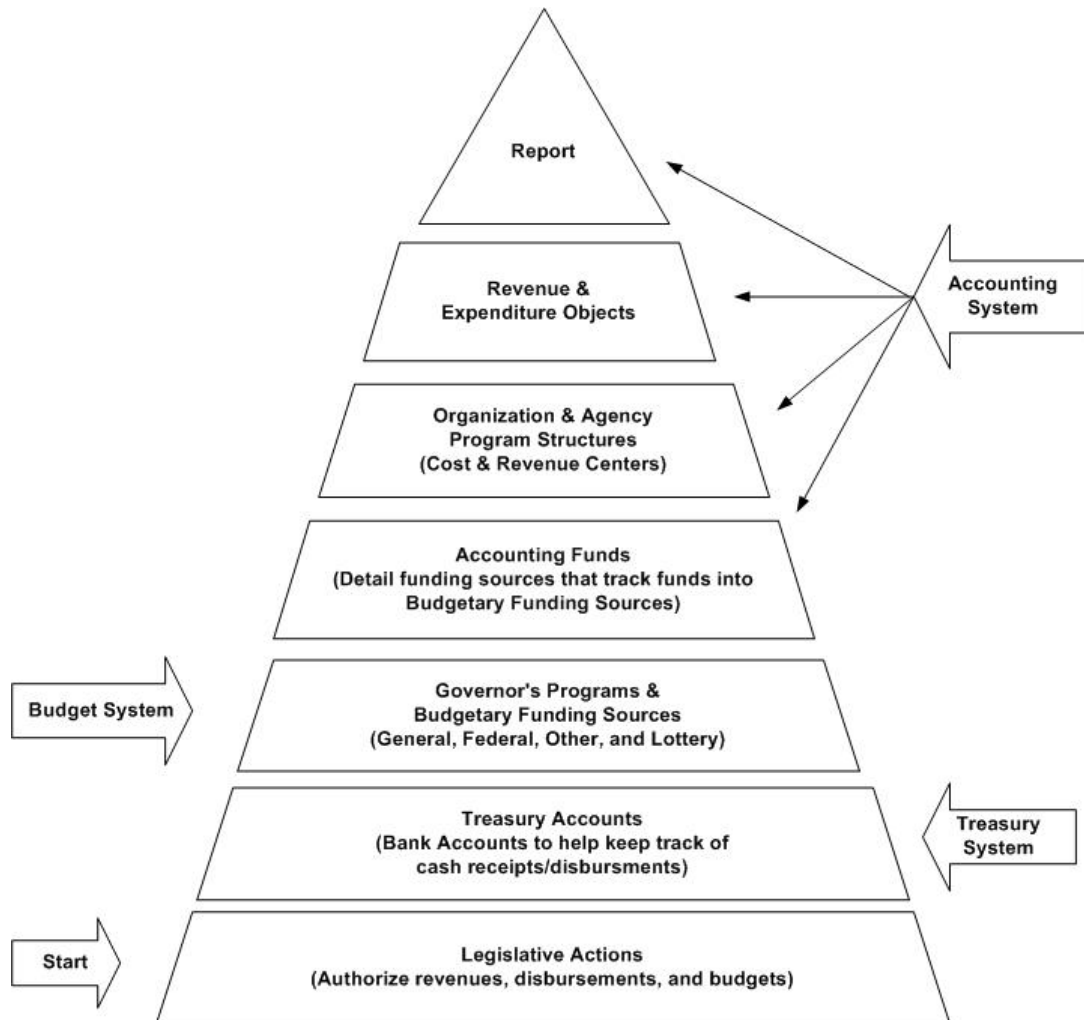 Report
Revenue &
Expenditure Objects
Accounting
System
Organization & Agency
Program Structures
(Cost & Revenue Centers)
Accounting Funds
(Detail funding sources that track funds into
Budgetary Funding Sources)
Budget System
Governor's Programs &
Budgetary Funding Sources
(General, Federal, Other, and Lottery)
Treasury Accounts
(Bank Accounts to help keep track of
cash receipts/disbursments)
Treasury
System
Start
Legislative Actions
(Authorize revenues, disbursements, and budgets)